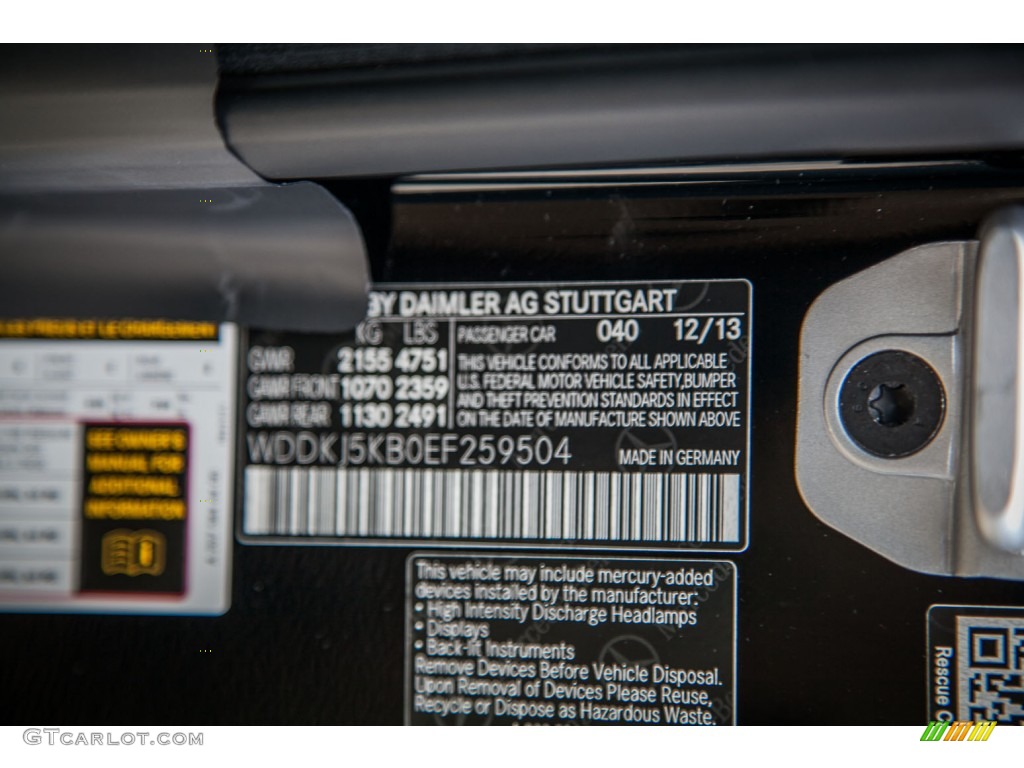 BY DAIMLER AG STUTTGART
KG LBS PASSENGER CAR 040 12/13
GVWR 2155 4751
GAWR FRONT 1070 2359
GAWR REAR 1130 2491
THIS VEHICLE CONFORMS TO ALL APPLICABLE
U.S. FEDERAL MOTOR VEHICLE SAFETY,BUMPER
AND THEFT PREVENTION STANDARDS IN EFFECT
ON THE DATE OF MANUFACTURE SHOWN ABOVE
WDDKJ5KB0EF259504 MADE IN GERMANY
SEE OWNER'S
MANUAL FOR
ADDITIONAL
INFORMATION
This vehicle may include mercury-added
devices installed by the manufacturer:
• High Intensity Discharge Headlamps
• Displays
• Back-lit Instruments
Remove Devices Before Vehicle Disposal.
Upon Removal of Devices Please Reuse,
Recycle or Dispose as Hazardous Waste.
Rescue
GTCARLOT.COM